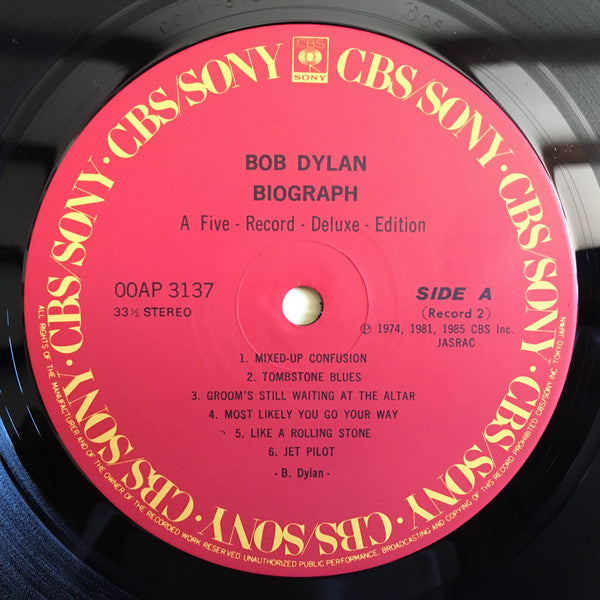 CBS
SONY
CBS/SONY · CBS/SONY · CBS/SONY · CBS/SONY · CBS/SONY · CBS/SONY · CBS/SONY · CBS/SONY
BOB DYLAN
BIOGRAPH
A Five - Record - Deluxe - Edition
OOAP 3137
33⅓ STEREO
SIDE A
(Record 2)
℗ 1974, 1981, 1985 CBS Inc.
JASRAC
1. MIXED-UP CONFUSION
2. TOMBSTONE BLUES
3. GROOM'S STILL WAITING AT THE ALTAR
4. MOST LIKELY YOU GO YOUR WAY
5. LIKE A ROLLING STONE
6. JET PILOT
- B. Dylan -
ALL RIGHTS OF THE MANUFACTURER AND OF THE OWNER OF THE RECORDED WORK RESERVED. UNAUTHORIZED PUBLIC PERFORMANCE. BROADCASTING AND COPYING OF THIS RECORD PROHIBITED CBS/SONY INC. TOKYO JAPAN